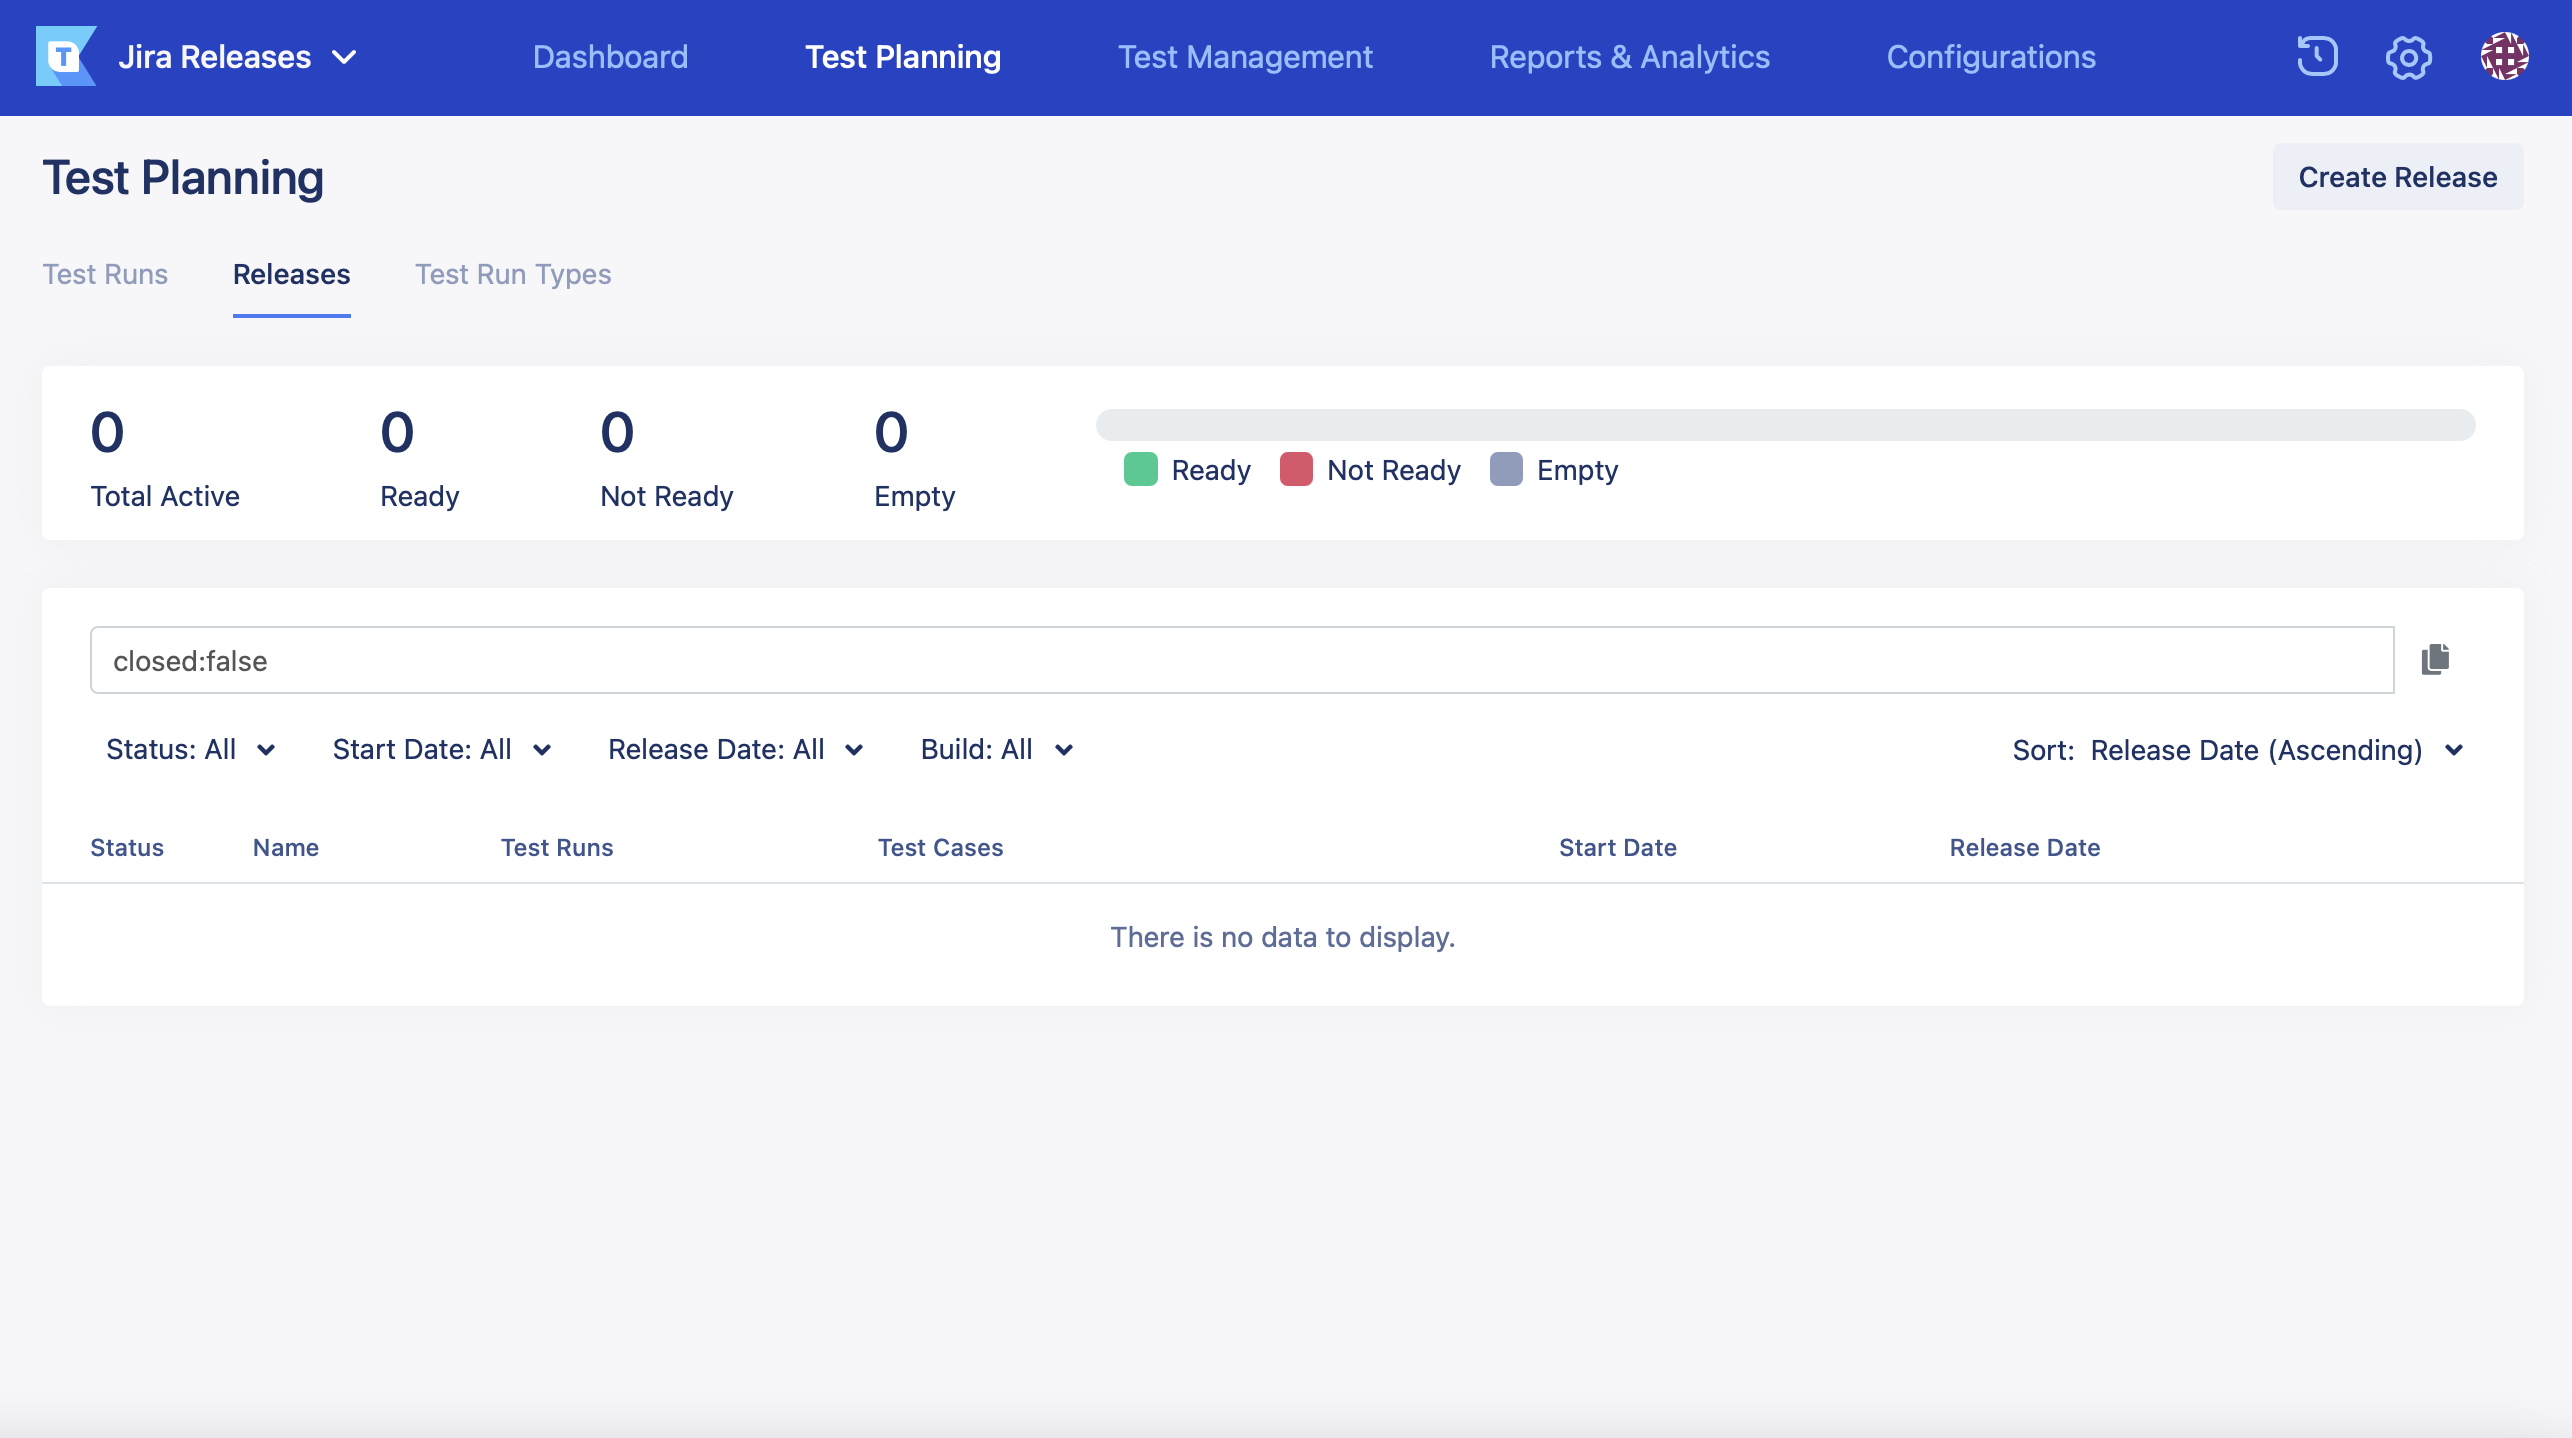 T
Jira Releases
Dashboard
Test Planning
Test Management
Reports & Analytics
Configurations
Test Planning
Create Release
Test Runs
Releases
Test Run Types
0
Total Active
0
Ready
0
Not Ready
0
Empty
Ready
Not Ready
Empty
closed:false
Status: All
Start Date: All
Release Date: All
Build: All
Sort: Release Date (Ascending)
Status
Name
Test Runs
Test Cases
Start Date
Release Date
There is no data to display.